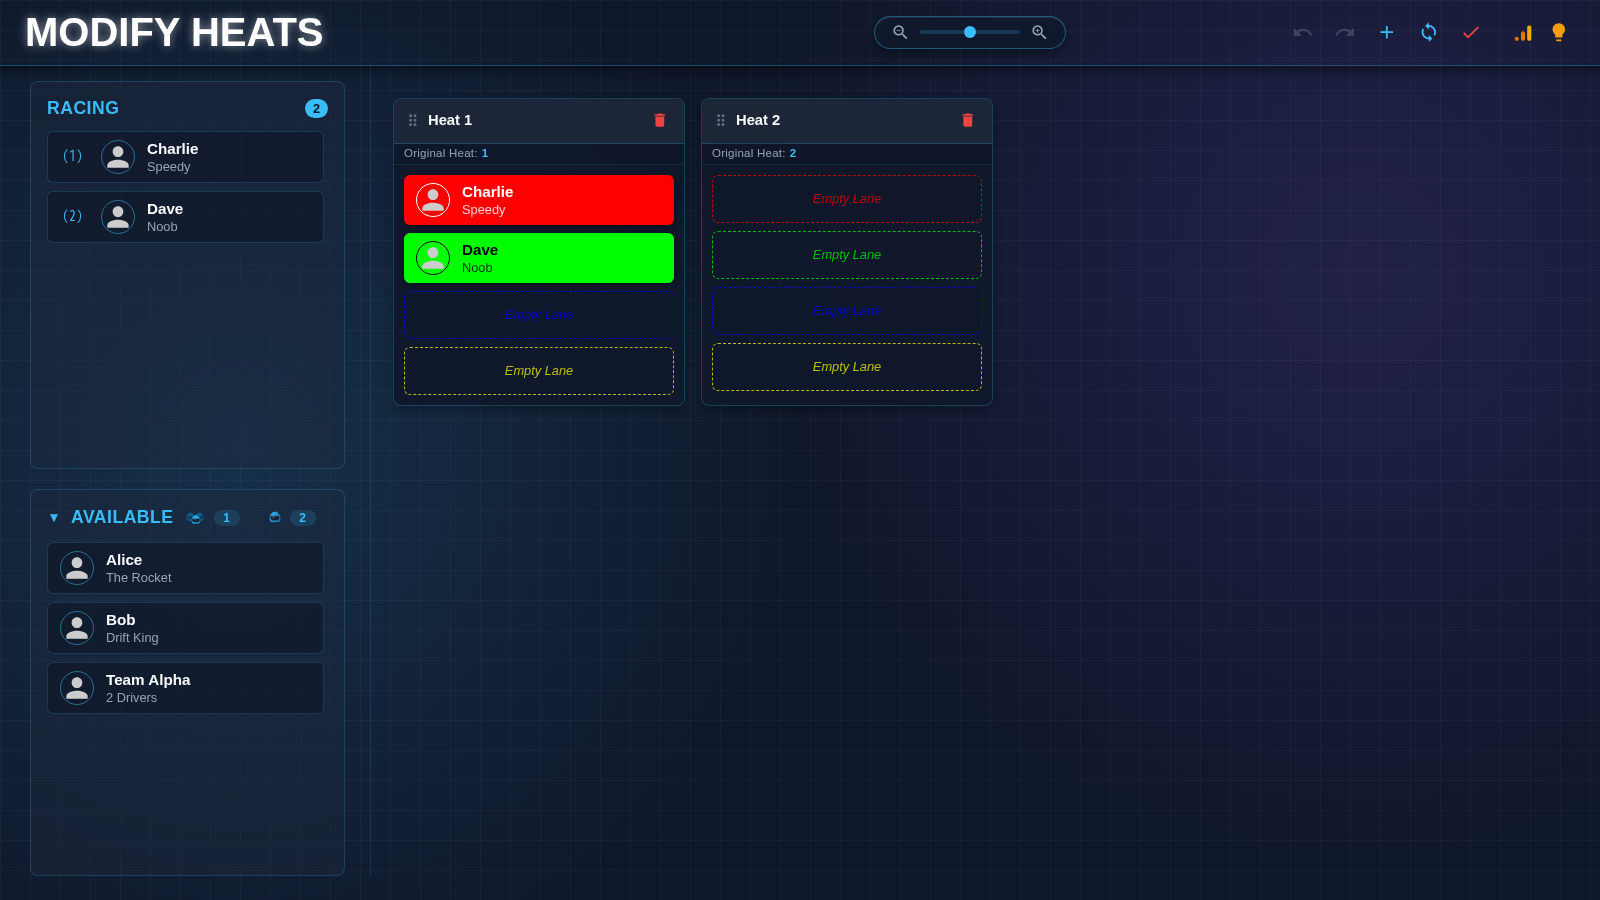 MODIFY HEATS
RACING
2
(1)
Charlie
Speedy
(2)
Dave
Noob
▼ AVAILABLE 1 2
Alice
The Rocket
Bob
Drift King
Team Alpha
2 Drivers
Heat 1
Original Heat: 1
Charlie
Speedy
Dave
Noob
Empty Lane
Empty Lane
Heat 2
Original Heat: 2
Empty Lane
Empty Lane
Empty Lane
Empty Lane